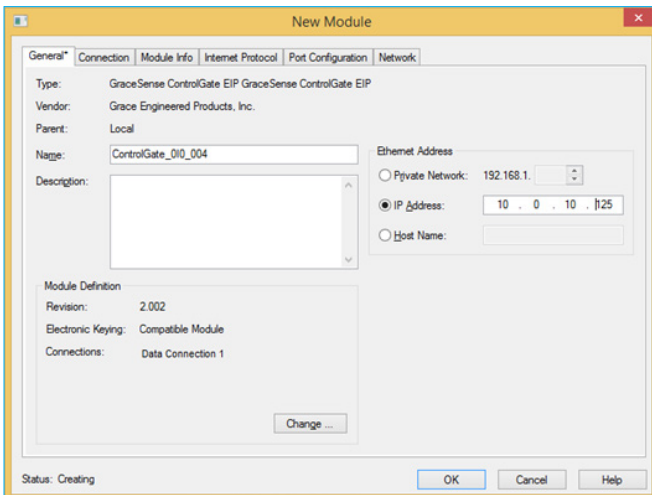 New Module
General* Connection Module Info Internet Protocol Port Configuration Network
Type: GraceSense ControlGate EIP GraceSense ControlGate EIP
Vendor: Grace Engineered Products, Inc.
Parent: Local
Name: ControlGate_0I0_004
Description:
Ethernet Address
Private Network: 192.168.1.
IP Address: 10 . 0 . 10 . 125
Host Name:
Module Definition
Revision: 2.002
Electronic Keying: Compatible Module
Connections: Data Connection 1
Change ...
Status: Creating
OK Cancel Help